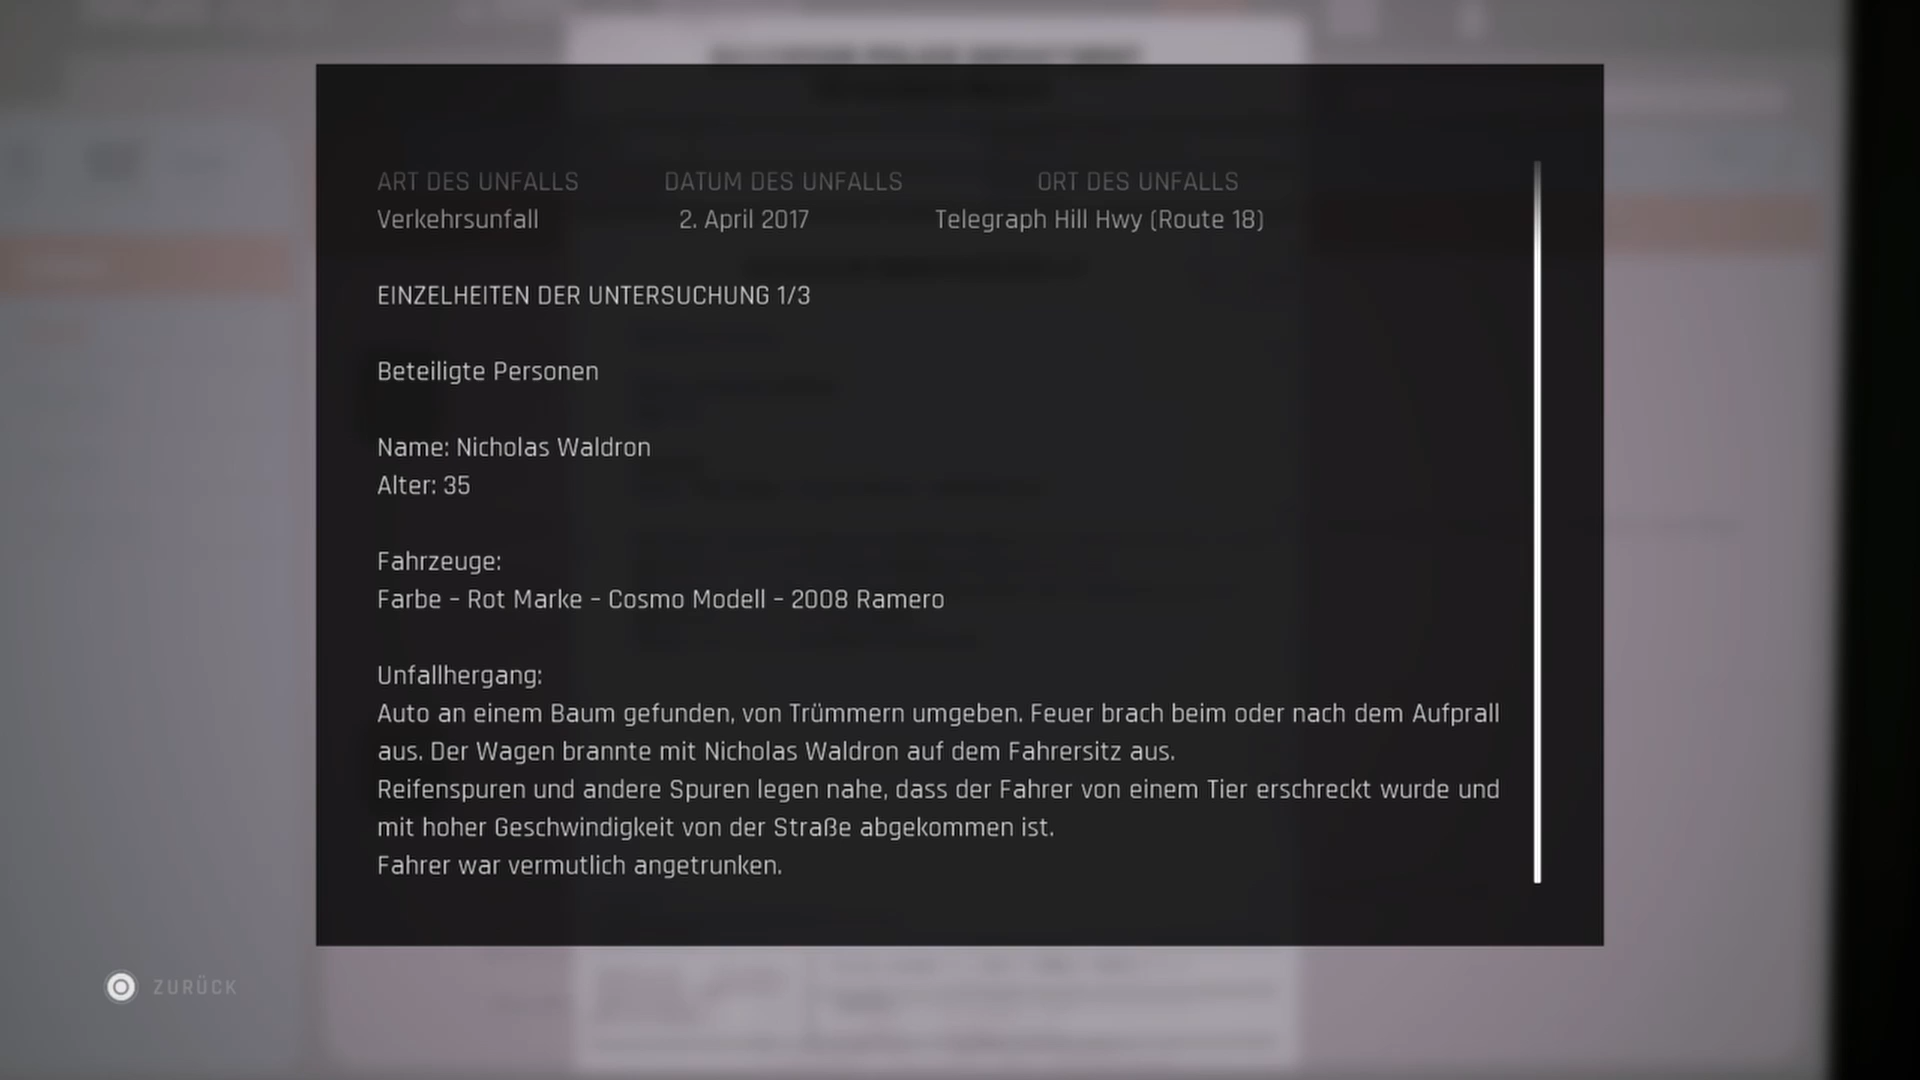 ART DES UNFALLS DATUM DES UNFALLS ORT DES UNFALLS
Verkehrsunfall 2. April 2017 Telegraph Hill Hwy (Route 18)
EINZELHEITEN DER UNTERSUCHUNG 1/3
Beteiligte Personen
Name: Nicholas Waldron
Alter: 35
Fahrzeuge:
Farbe – Rot Marke – Cosmo Modell – 2008 Ramero
Unfallhergang:
Auto an einem Baum gefunden, von Trümmern umgeben. Feuer brach beim oder nach dem Aufprall
aus. Der Wagen brannte mit Nicholas Waldron auf dem Fahrersitz aus.
Reifenspuren und andere Spuren legen nahe, dass der Fahrer von einem Tier erschreckt wurde und
mit hoher Geschwindigkeit von der Straße abgekommen ist.
Fahrer war vermutlich angetrunken.
ZURÜCK